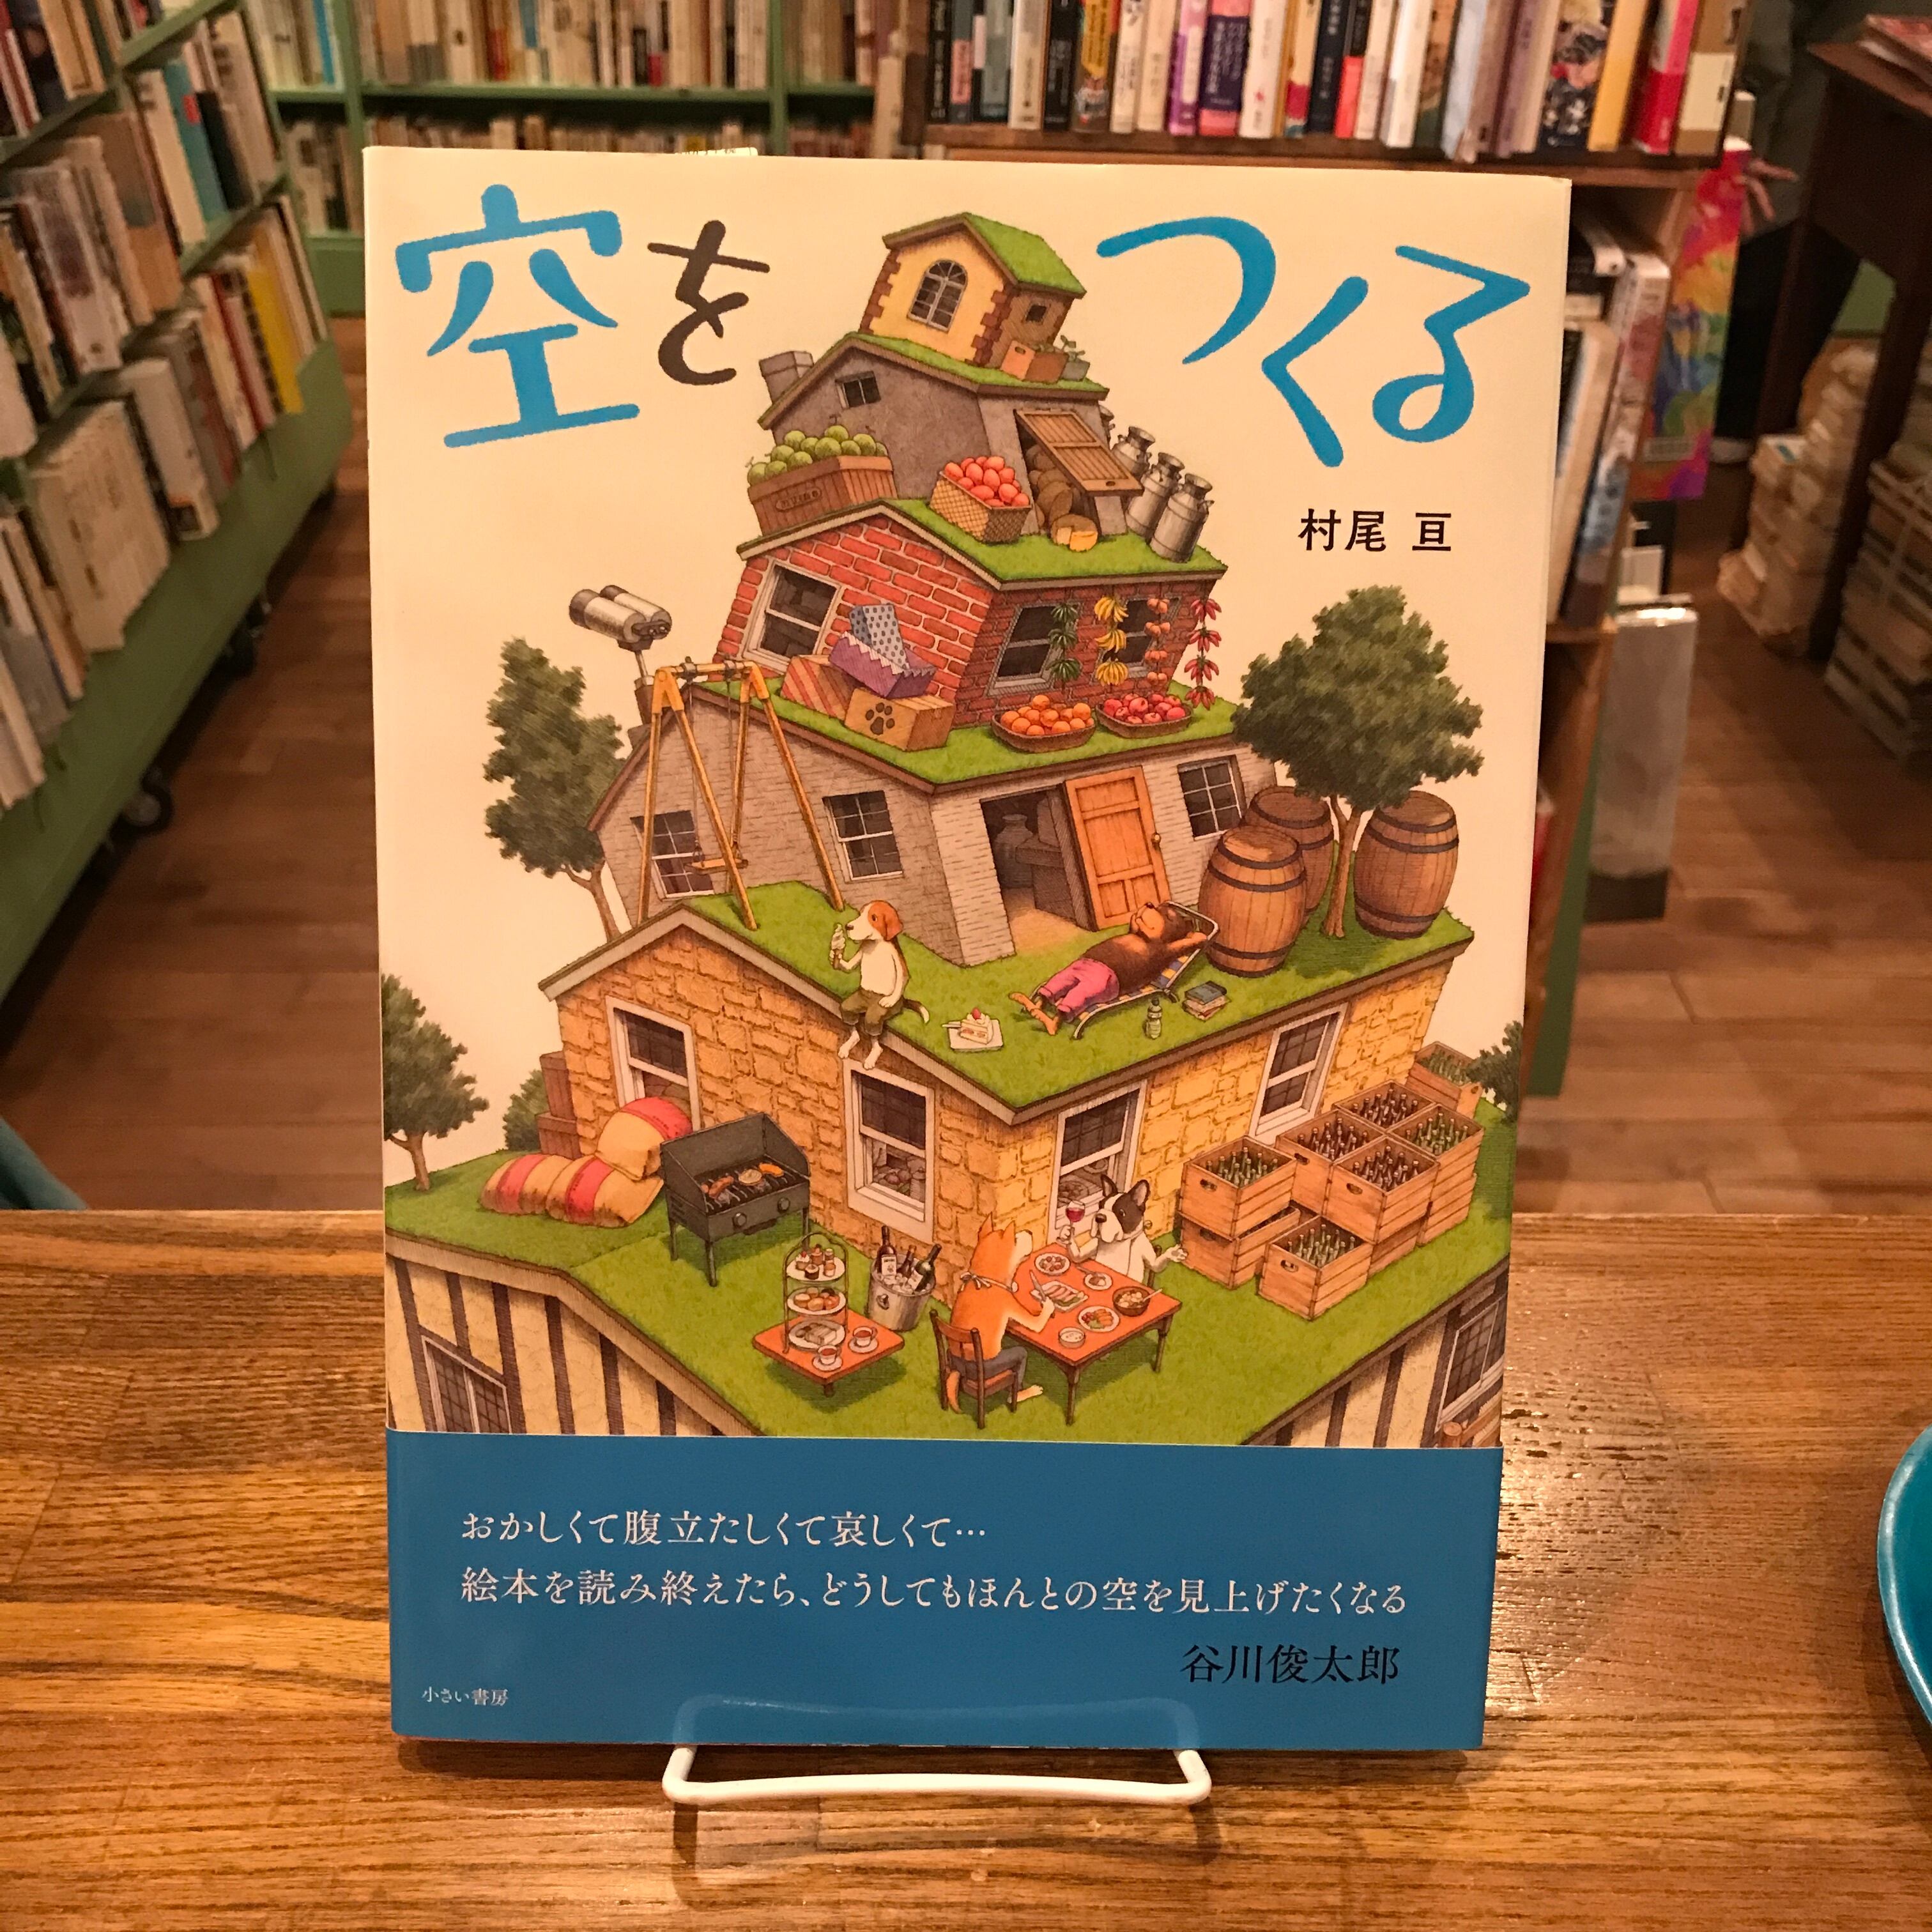 空をつくる
村尾 亘
おかしくて腹立たしくて哀しくて…
絵本を読み終えたら、どうしてもほんとの空を見上げたくなる
谷川俊太郎
小さい書房